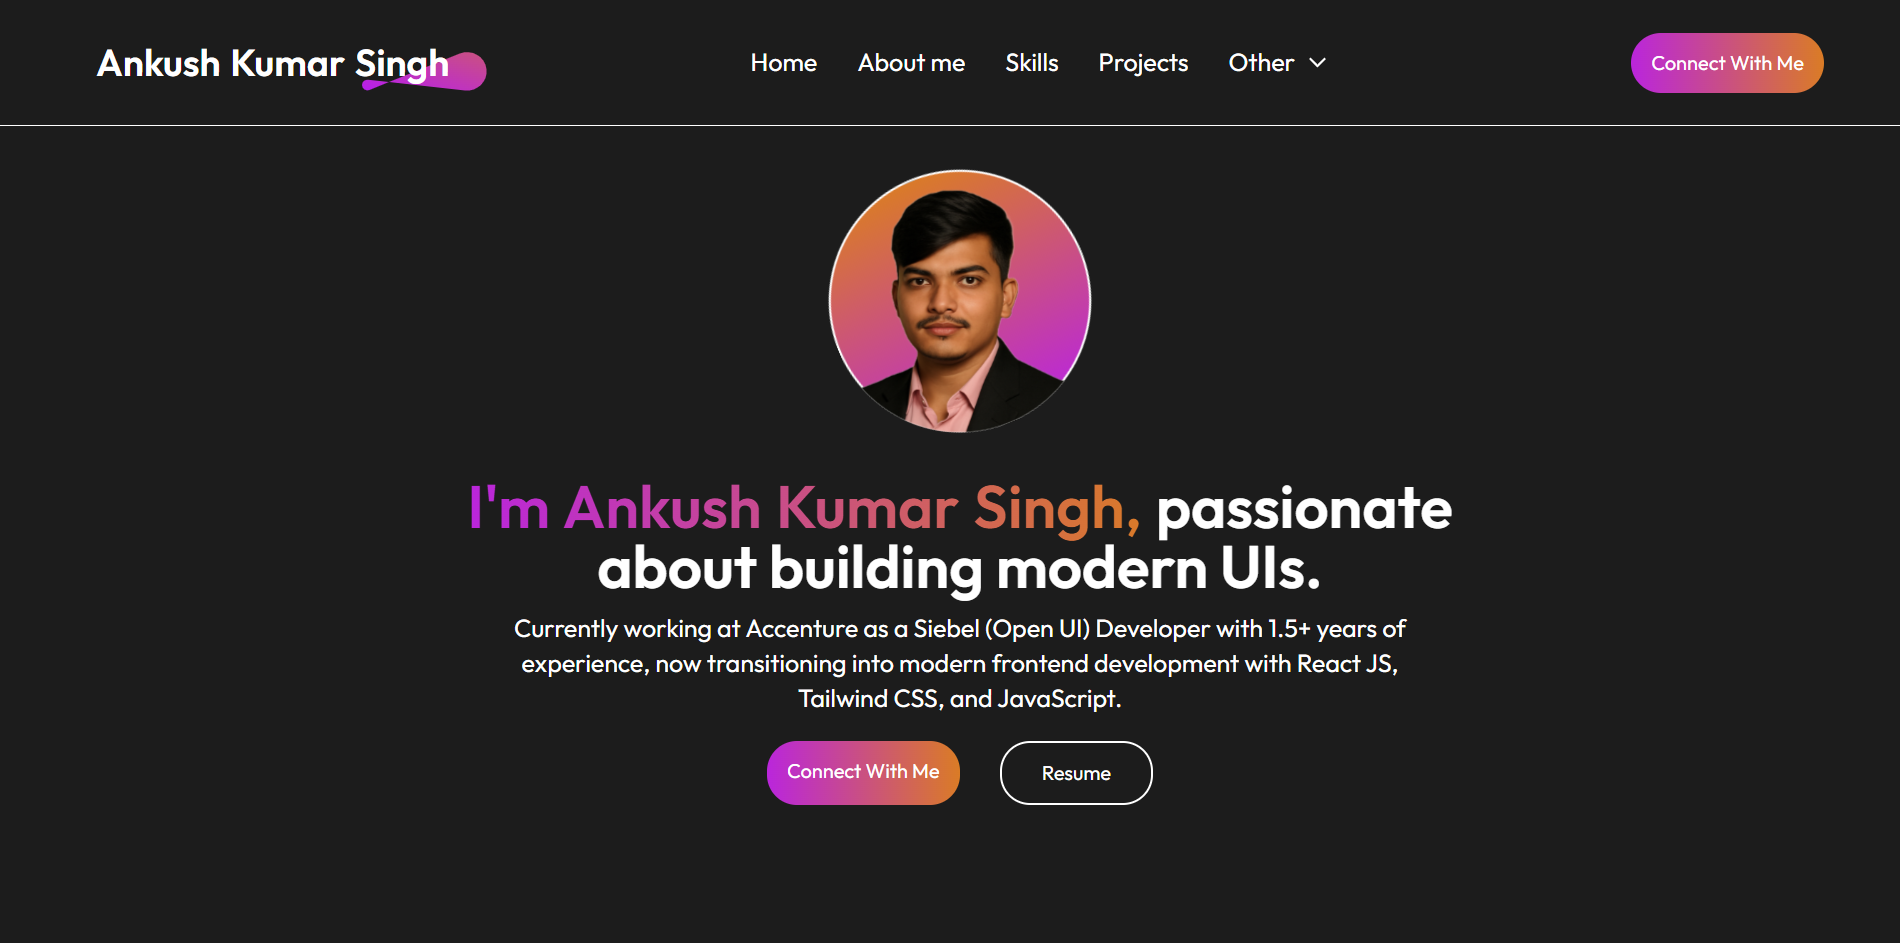 Ankush Kumar Singh
Home
About me
Skills
Projects
Other
Connect With Me
I'm Ankush Kumar Singh, passionate
about building modern UIs.
Currently working at Accenture as a Siebel (Open UI) Developer with 1.5+ years of
experience, now transitioning into modern frontend development with React JS,
Tailwind CSS, and JavaScript.
Connect With Me
Resume